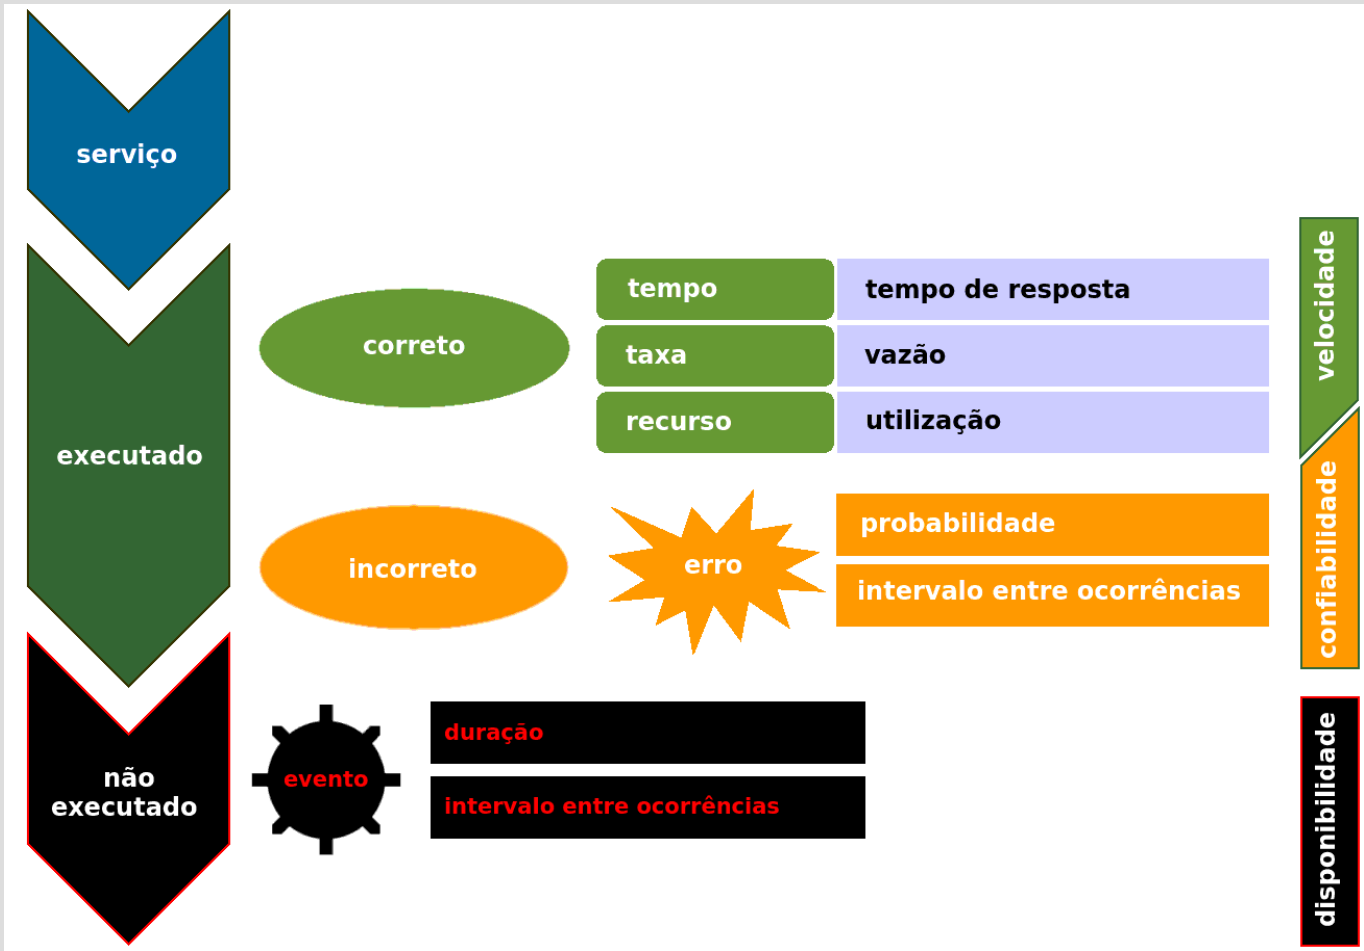 serviço
executado
correto
tempo
tempo de resposta
taxa
vazão
recurso
utilização
velocidade
incorreto
erro
probabilidade
intervalo entre ocorrências
confiabilidade
não
executado
evento
duração
intervalo entre ocorrências
disponibilidade